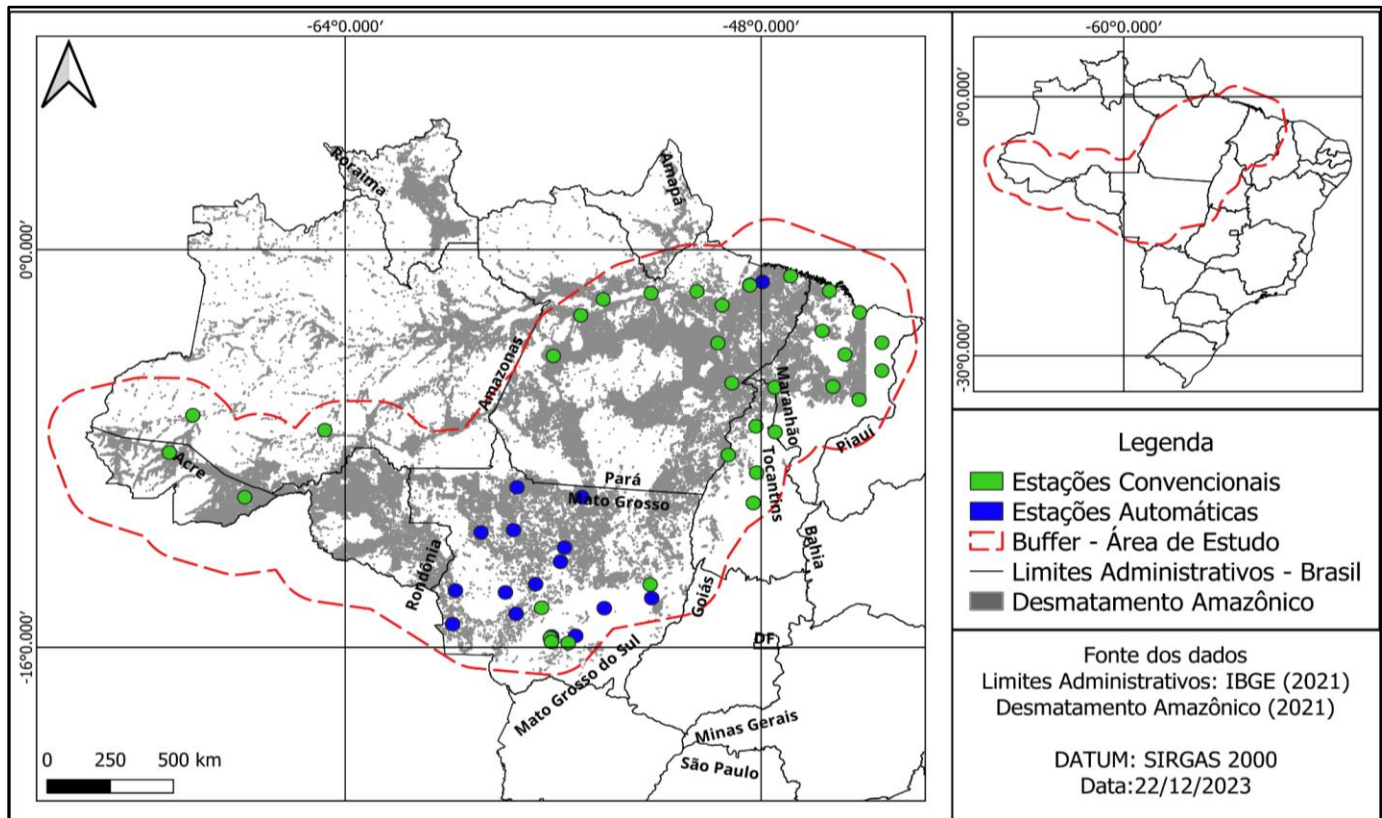 -64°0.000′
-48°0.000′
0°0.000′
-16°0.000′
Roraima
Amapá
Amazonas
Maranhão
Piauí
Acre
Tocantins
Pará
Mato Grosso
Bahia
Rondônia
Goiás
DF
Mato Grosso do Sul
Minas Gerais
São Paulo
0 250 500 km
-60°0.000′
0°0.000′
-30°0.000′
Legenda
Estações Convencionais
Estações Automáticas
Buffer - Área de Estudo
Limites Administrativos - Brasil
Desmatamento Amazônico
Fonte dos dados
Limites Administrativos: IBGE (2021)
Desmatamento Amazônico (2021)
DATUM: SIRGAS 2000
Data:22/12/2023